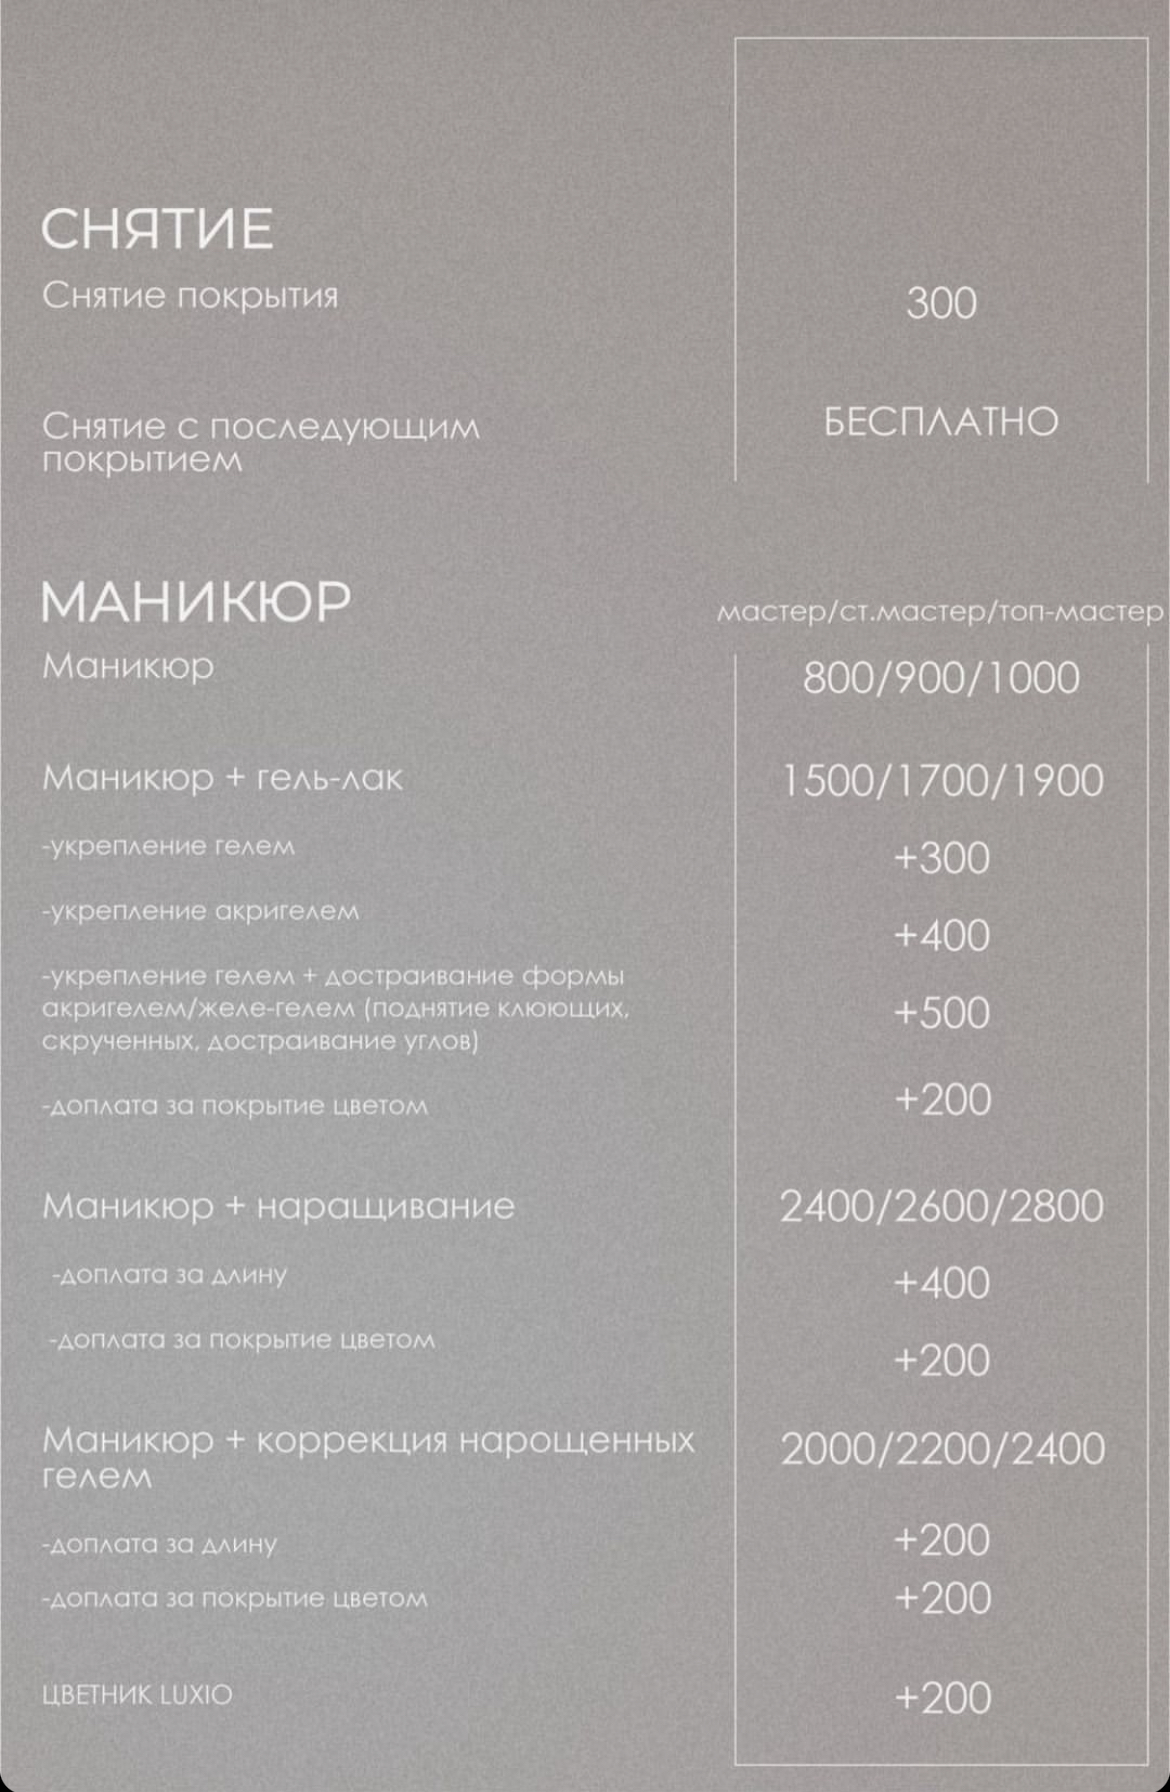 СНЯТИЕ
Снятие покрытия
300
Снятие с последующим
покрытием
БЕСПЛАТНО
МАНИКЮР
мастер/ст.мастер/топ-мастер
Маникюр
800/900/1000
Маникюр + гель-лак
1500/1700/1900
-укрепление гелем
+300
-укрепление акригелем
+400
-укрепление гелем + достраивание формы
акригелем/желе-гелем (поднятие клюющих,
скрученных, достраивание углов)
+500
-доплата за покрытие цветом
+200
Маникюр + наращивание
2400/2600/2800
-доплата за длину
+400
-доплата за покрытие цветом
+200
Маникюр + коррекция нарощенных
гелем
2000/2200/2400
-доплата за длину
+200
-доплата за покрытие цветом
+200
ЦВЕТНИК LUXIO
+200